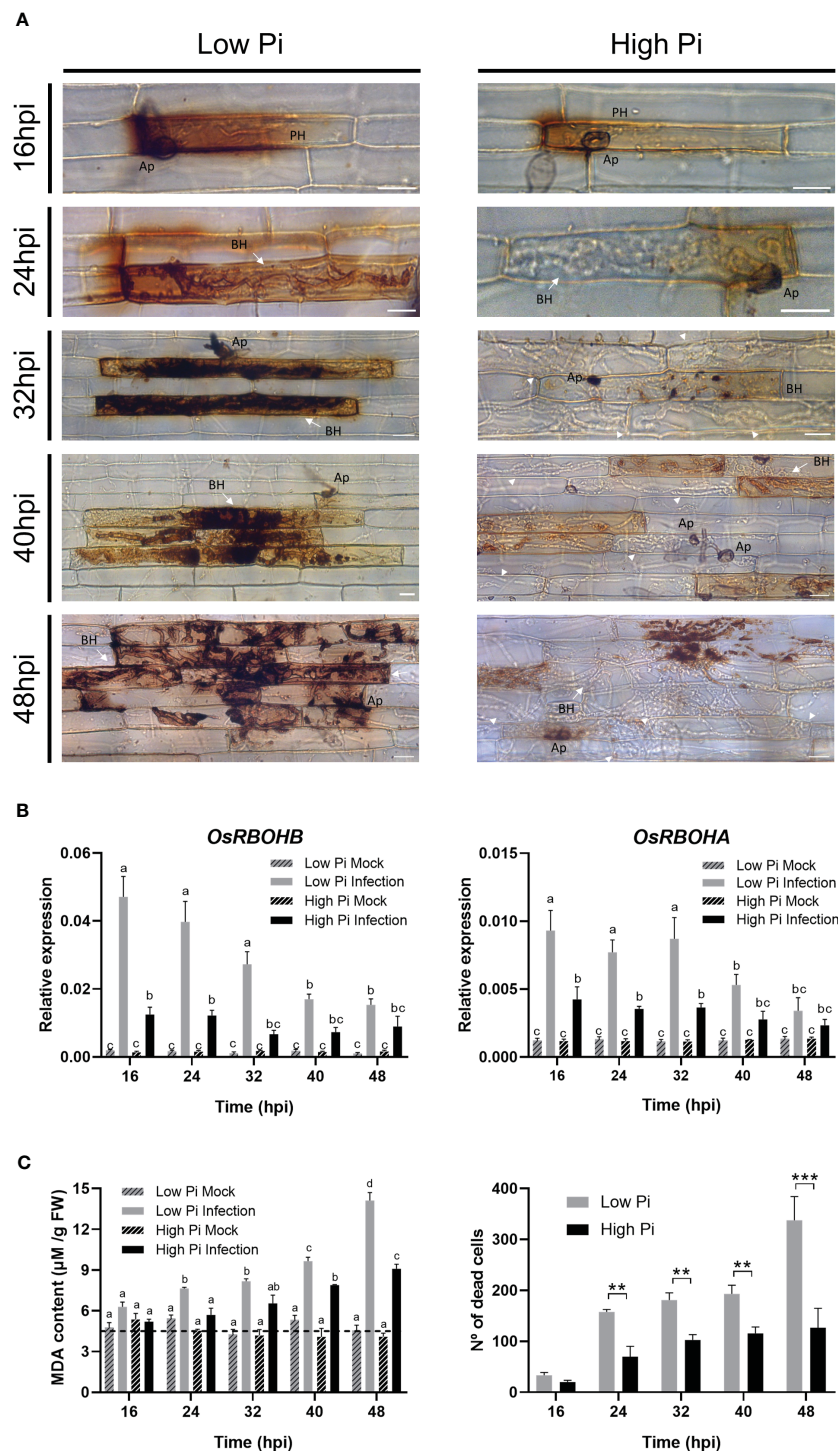 A
Low Pi
High Pi
16hpi
PH
Ap
PH
Ap
24hpi
BH
BH
Ap
32hpi
Ap
BH
Ap
BH
40hpi
BH
Ap
BH
Ap
Ap
48hpi
BH
Ap
BH
Ap
B
OsRBOHB
Relative expression
0.06
0.04
0.02
0.00
Low Pi Mock
Low Pi Infection
High Pi Mock
High Pi Infection
c a c b
c a c b
c a c bc
c b c bc
c b c bc
16 24 32 40 48
Time (hpi)
OsRBOHA
Relative expression
0.015
0.010
0.005
0.000
Low Pi Mock
Low Pi Infection
High Pi Mock
High Pi Infection
c a c b
c a c b
c a c b
c b c bc
c bc c bc
16 24 32 40 48
Time (hpi)
C
MDA content (µM /g FW)
15
12
9
6
3
0
Low Pi Mock
Low Pi Infection
High Pi Mock
High Pi Infection
a a a a
a b a a
a b a ab
a c a b
a d a c
16 24 32 40 48
Time (hpi)
Nº of dead cells
400
300
200
100
0
Low Pi
High Pi
** ** ** ***
16 24 32 40 48
Time (hpi)